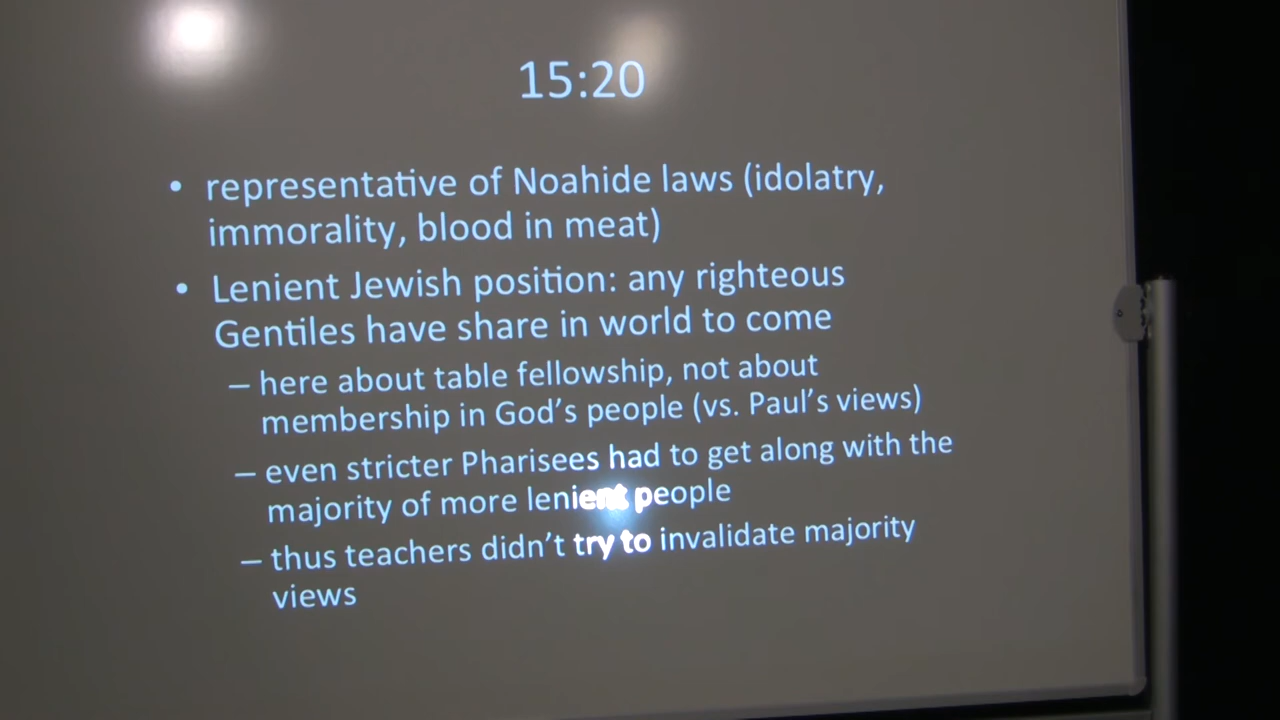 15:20
• representative of Noahide laws (idolatry,
immorality, blood in meat)
• Lenient Jewish position: any righteous
Gentiles have share in world to come
– here about table fellowship, not about
membership in God’s people (vs. Paul’s views)
– even stricter Pharisees had to get along with the
majority of more lenient people
– thus teachers didn’t try to invalidate majority
views